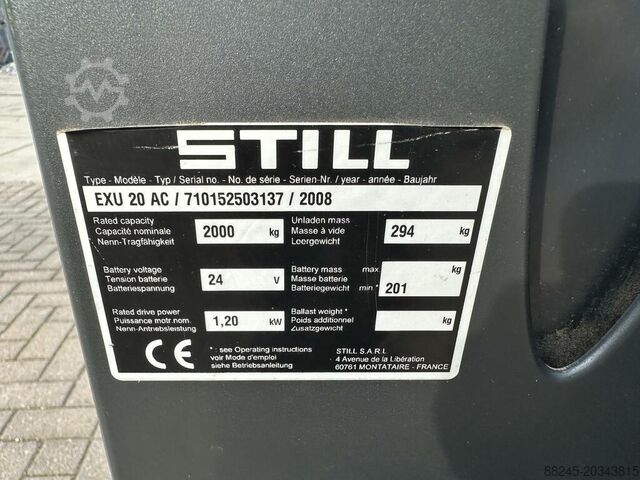 STILL
Type - Modèle - Typ / Serial no. - No. de série - Serien-Nr. / year - année - Baujahr
EXU 20 AC / 710152503137 / 2008
Rated capacity
Capacité nominale
Nenn-Tragfähigkeit
2000 kg
Unladen mass
Masse à vide
Leergewicht
294 kg
Battery voltage
Tension batterie
Batteriespannung
24 V
Battery mass max.
Masse batterie
Batteriegewicht min *
kg
201
Rated drive power
Puissance motr.nom.
Nenn-Antriebsleistung
1,20 kW
Ballast weight *
Poids additionnel
Zusatzgewicht
kg
CE
* see Operating instructions
voir Mode d'emploi
siehe Betriebsanleitung
STILL S.A.R.L
4 Avenue de la Libération
60761 MONTATAIRE - FRANCE
Machineseeker
88245-20343815